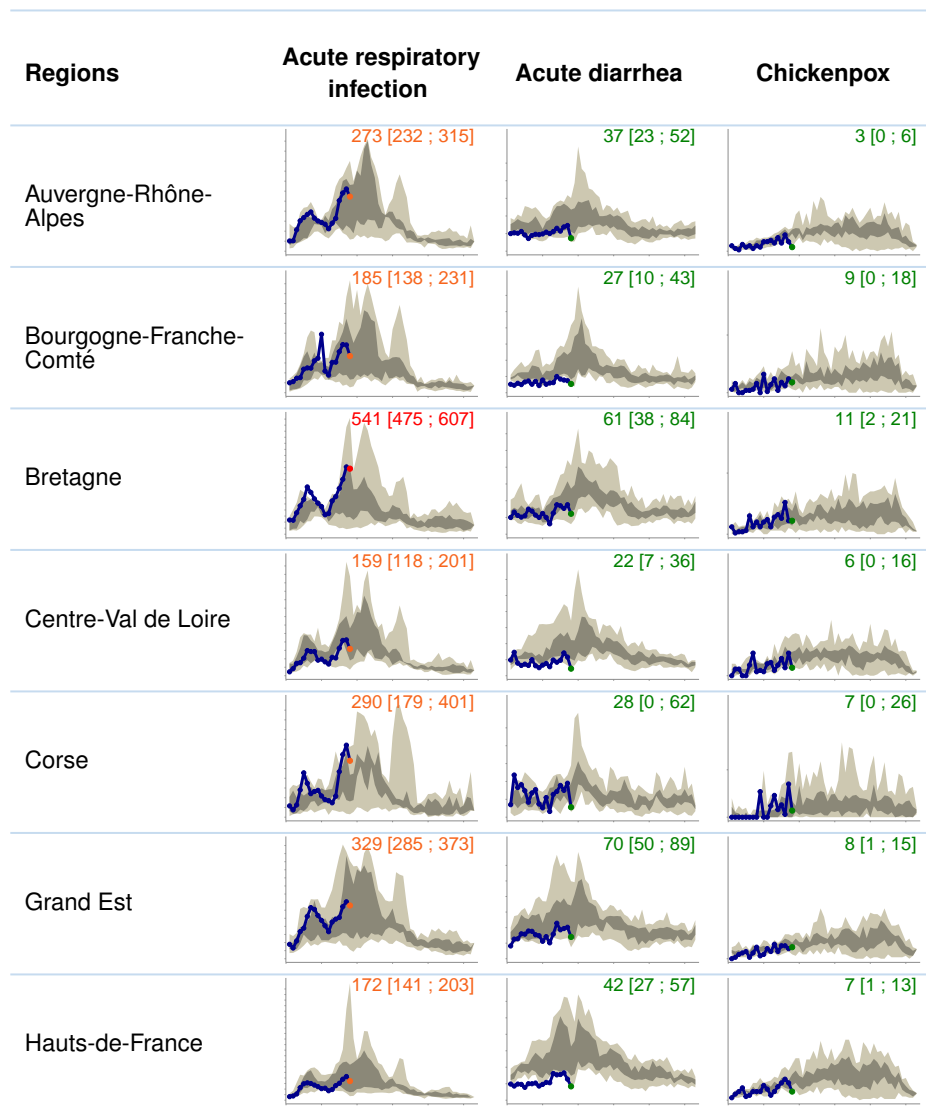 Regions
Acute respiratory
infection
Acute diarrhea
Chickenpox
Auvergne-Rhône-
Alpes
273 [232 ; 315]
37 [23 ; 52]
3 [0 ; 6]
Bourgogne-Franche-
Comté
185 [138 ; 231]
27 [10 ; 43]
9 [0 ; 18]
Bretagne
541 [475 ; 607]
61 [38 ; 84]
11 [2 ; 21]
Centre-Val de Loire
159 [118 ; 201]
22 [7 ; 36]
6 [0 ; 16]
Corse
290 [179 ; 401]
28 [0 ; 62]
7 [0 ; 26]
Grand Est
329 [285 ; 373]
70 [50 ; 89]
8 [1 ; 15]
Hauts-de-France
172 [141 ; 203]
42 [27 ; 57]
7 [1 ; 13]